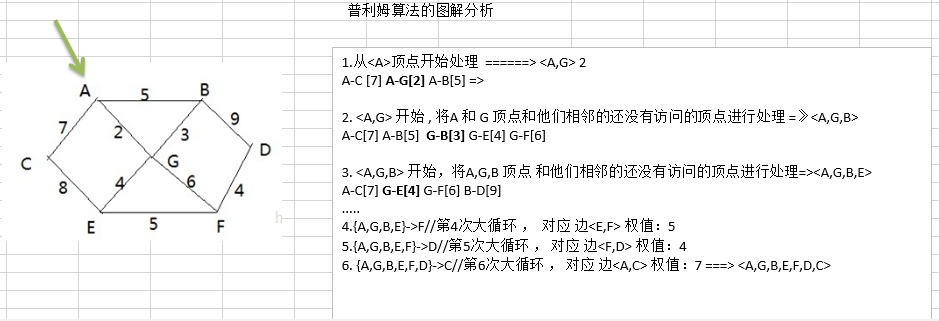 普利姆算法的图解分析
1.从<A>顶点开始处理 ======> <A,G> 2
A-C [7] A-G[2] A-B[5] =>
2. <A,G> 开始 , 将A 和 G 顶点和他们相邻的还没有访问的顶点进行处理 =》<A,G,B>
A-C[7] A-B[5] G-B[3] G-E[4] G-F[6]
3. <A,G,B> 开始，将A,G,B 顶点 和他们相邻的还没有访问的顶点进行处理=><A,G,B,E>
A-C[7] G-E[4] G-F[6] B-D[9]
.....
4.{A,G,B,E}->F//第4次大循环 ， 对应 边<E,F> 权值：5
5.{A,G,B,E,F}->D//第5次大循环 ， 对应 边<F,D> 权值：4
6. {A,G,B,E,F,D}->C//第6次大循环 ， 对应 边<A,C> 权值：7 ===> <A,G,B,E,F,D,C>
A
5
B
7
2
3
9
C
G
D
8
4
6
4
E
5
F
h